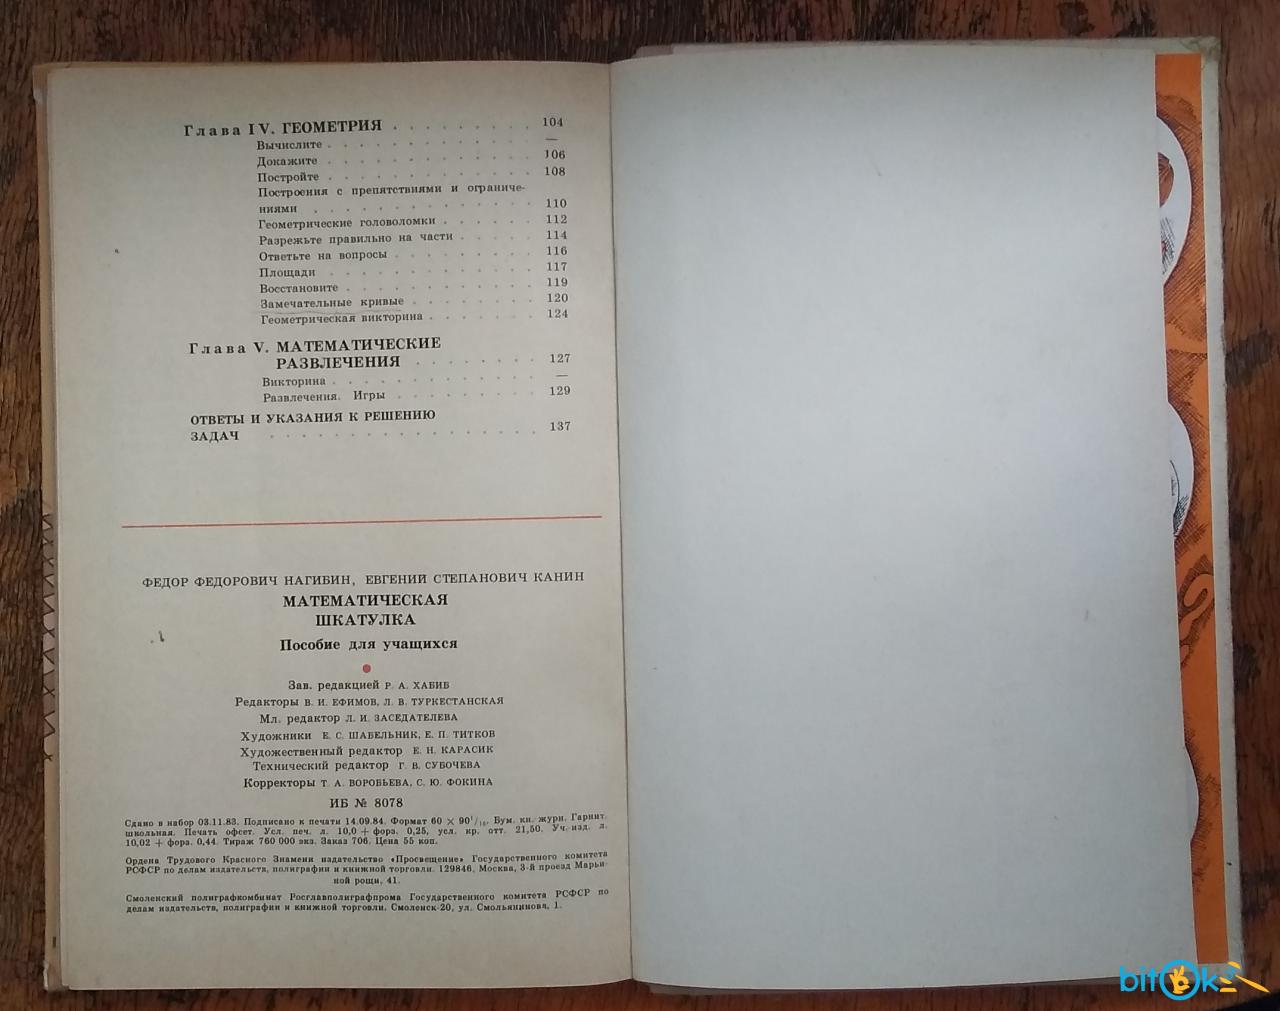 Глава IV. ГЕОМЕТРИЯ . . . . . . . . . 104
Вычислите . . . . . . . . . . . . . —
Докажите . . . . . . . . . . . . . 106
Постройте . . . . . . . . . . . . . 108
Построения с препятствиями и ограниче-
ниями . . . . . . . . . . . . . . 110
Геометрические головоломки . . . . . . 112
Разрежьте правильно на части . . . . . 114
Ответьте на вопросы . . . . . . . . . 116
Площади . . . . . . . . . . . . . 117
Восстановите . . . . . . . . . . . . 119
Замечательные кривые . . . . . . . . 120
Геометрическая викторина . . . . . . . 124
Глава V. МАТЕМАТИЧЕСКИЕ
РАЗВЛЕЧЕНИЯ . . . . . . . . 127
Викторина . . . . . . . . . . . . . —
Развлечения. Игры . . . . . . . . . 129
ОТВЕТЫ И УКАЗАНИЯ К РЕШЕНИЮ
ЗАДАЧ . . . . . . . . . . . . . . . . . 137
ФЕДОР ФЕДОРОВИЧ НАГИБИН, ЕВГЕНИЙ СТЕПАНОВИЧ КАНИН
МАТЕМАТИЧЕСКАЯ
ШКАТУЛКА
Пособие для учащихся
Зав. редакцией Р. А. ХАБИБ
Редакторы В. И. ЕФИМОВ, Л. В. ТУРКЕСТАНСКАЯ
Мл. редактор Л. И. ЗАСЕДАТЕЛЕВА
Художники Е. С. ШАБЕЛЬНИК, Е. П. ТИТКОВ
Художественный редактор Е. Н. КАРАСИК
Технический редактор Г. В. СУБОЧЕВА
Корректоры Т. А. ВОРОБЬЕВА, С. Ю. ФОКИНА
ИБ № 8078
Сдано в набор 03.11.83. Подписано к печати 14.09.84. Формат 60 × 90¹/₁₆. Бум. кн. журн. Гарнит.
школьная. Печать офсет. Усл. печ. л. 10,0 + форз. 0,25, усл. кр. отт. 21,50. Уч.-изд. л.
10,02 + форз. 0,44. Тираж 760 000 экз. Заказ 706. Цена 55 коп.
Ордена Трудового Красного Знамени издательство «Просвещение» Государственного комитета
РСФСР по делам издательств, полиграфии и книжной торговли. 129846, Москва, 3-й проезд Марьи-
ной рощи, 41.
Смоленский полиграфкомбинат Росглавполиграфпрома Государственного комитета РСФСР по
делам издательств, полиграфии и книжной торговли. Смоленск-20, ул. Смольянинова, 1.
bitok